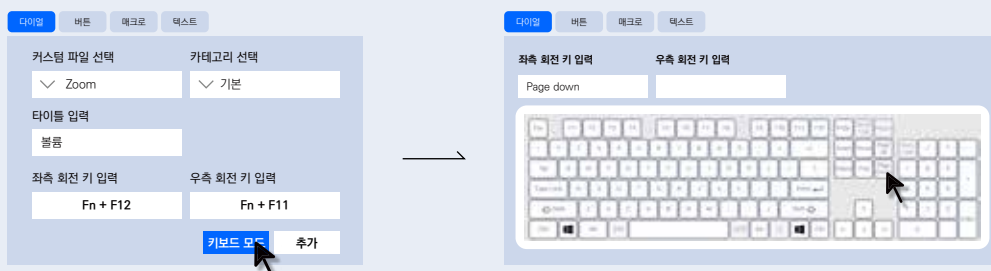 다이얼 버튼 매크로 텍스트
커스텀 파일 선택 카테고리 선택
Zoom 기본
타이틀 입력
볼륨
좌측 회전 키 입력 우측 회전 키 입력
Fn + F12 Fn + F11
키보드 모드 추가
다이얼 버튼 매크로 텍스트
좌측 회전 키 입력 우측 회전 키 입력
Page down